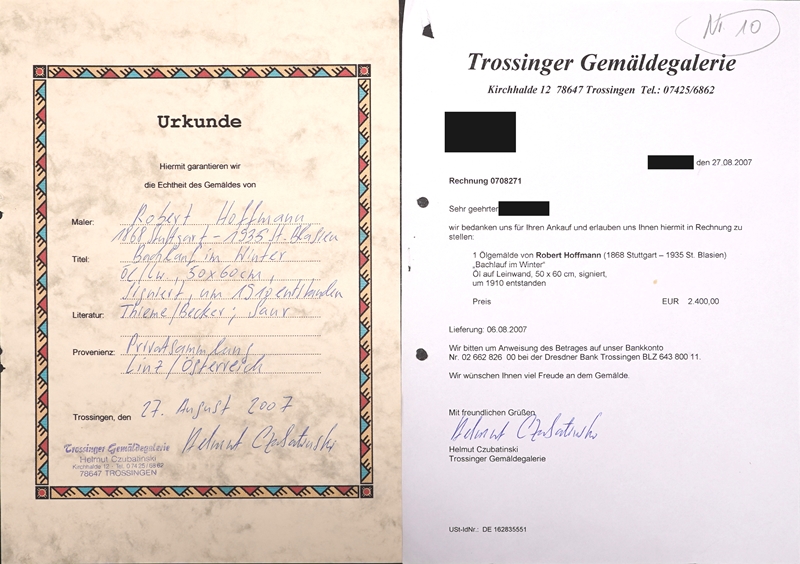 Urkunde
Hiermit garantieren wir
die Echtheit des Gemäldes von
Maler: Robert Hoffmann
1868 Stuttgart - 1935 St. Blasien
Titel: Bachlauf im Winter
Öl/Lw, 50x60cm,
signiert, um 1910 entstanden
Literatur: Thieme/Becker; Saur
Provenienz: Privatsammlung
Linz/Österreich
Trossingen, den 27. August 2007
Helmut Czubatinski
Trossinger Gemäldegalerie
Helmut Czubatinski
Kirchhalde 12 · Tel. 07425/6862
78647 TROSSINGEN
Nr. 10
Trossinger Gemäldegalerie
Kirchhalde 12 78647 Trossingen Tel.: 07425/6862
den 27.08.2007
Rechnung 0708271
Sehr geehrter
wir bedanken uns für Ihren Ankauf und erlauben uns Ihnen hiermit in Rechnung zu
stellen:
1 Ölgemälde von Robert Hoffmann (1868 Stuttgart – 1935 St. Blasien)
„Bachlauf im Winter"
Öl auf Leinwand, 50 x 60 cm, signiert,
um 1910 entstanden
Preis EUR 2.400,00
Lieferung: 06.08.2007
Wir bitten um Anweisung des Betrages auf unser Bankkonto
Nr. 02 662 826 00 bei der Dresdner Bank Trossingen BLZ 643 800 11.
Wir wünschen Ihnen viel Freude an dem Gemälde.
Mit freundlichen Grüßen
Helmut Czubatinski
Helmut Czubatinski
Trossinger Gemäldegalerie
USt-IdNr.: DE 162835551